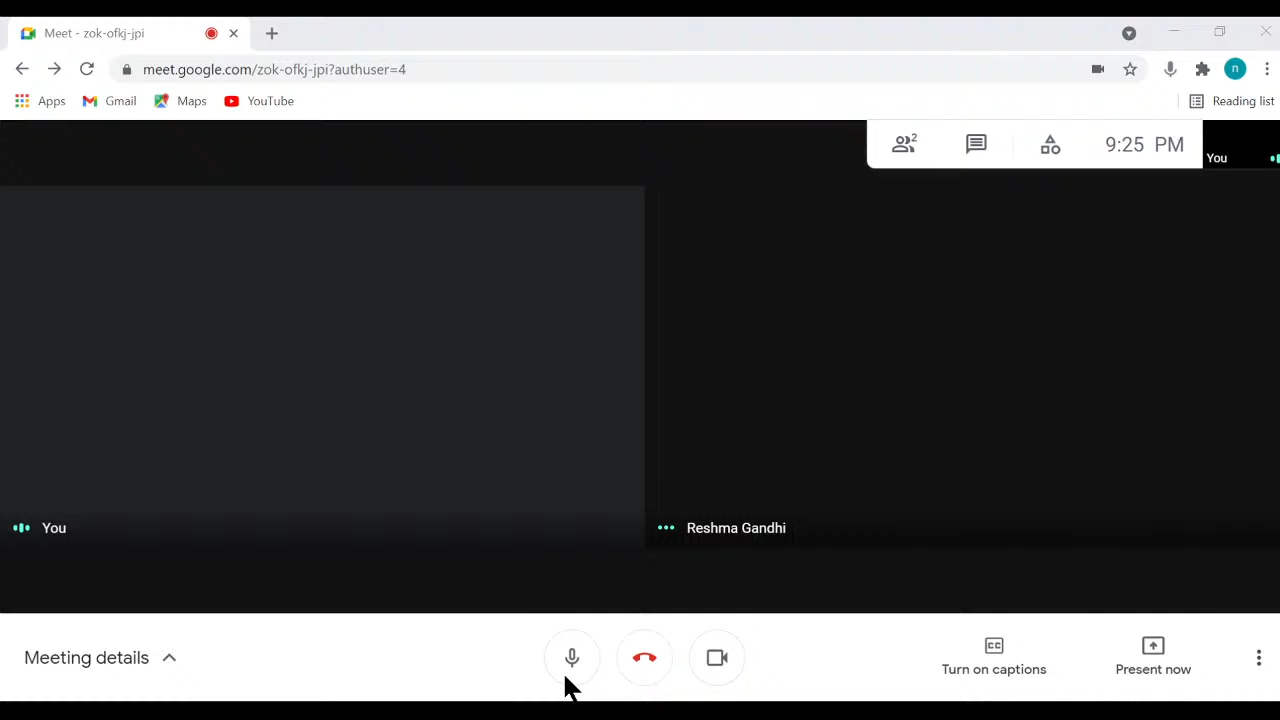 Meet - zok-ofkj-jpi
meet.google.com/zok-ofkj-jpi?authuser=4
n
Apps Gmail Maps YouTube Reading list
2 9:25 PM You
You Reshma Gandhi
Meeting details
CC
Turn on captions Present now